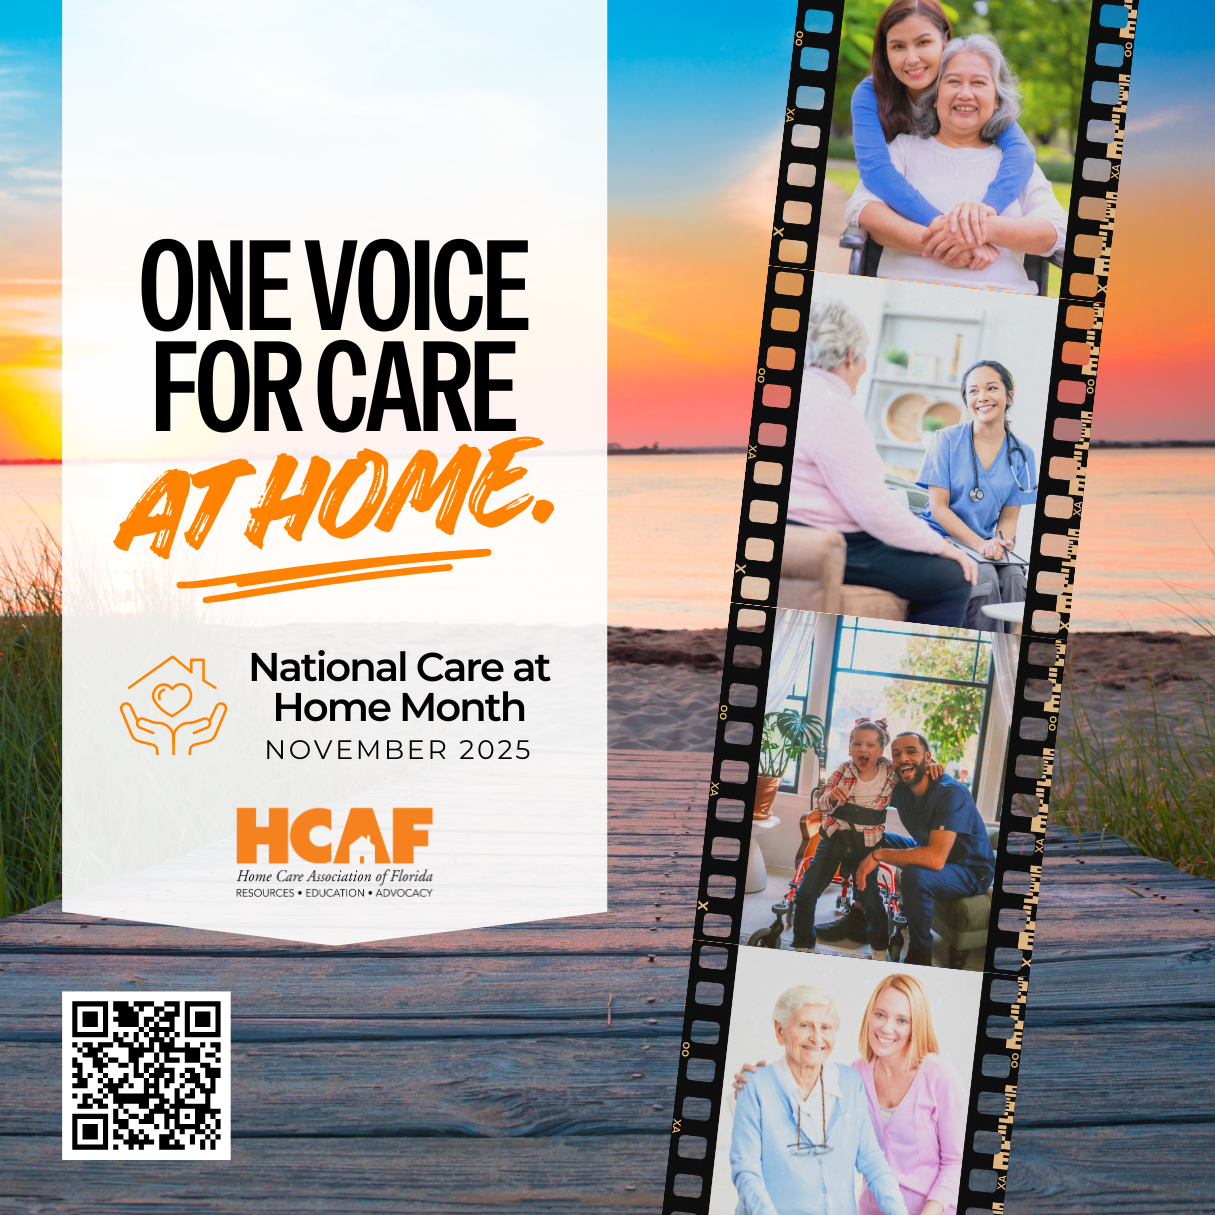 ONE VOICE
FOR CARE
AT HOME.
National Care at
Home Month
NOVEMBER 2025
HCAF
Home Care Association of Florida
RESOURCES • EDUCATION • ADVOCACY